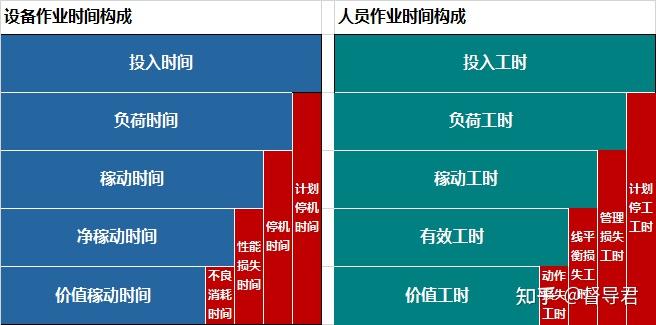 设备作业时间构成
投入时间
负荷时间
稼动时间
净稼动时间
价值稼动时间
计划
停机
时间
停机
时间
性能
损失
时间
不良
消耗
时间
人员作业时间构成
投入工时
负荷工时
稼动工时
有效工时
价值工时
计划
停工
工时
管理
损失
工时
线平
衡损
失工
时
动作
损失
工时
知乎 @督导君